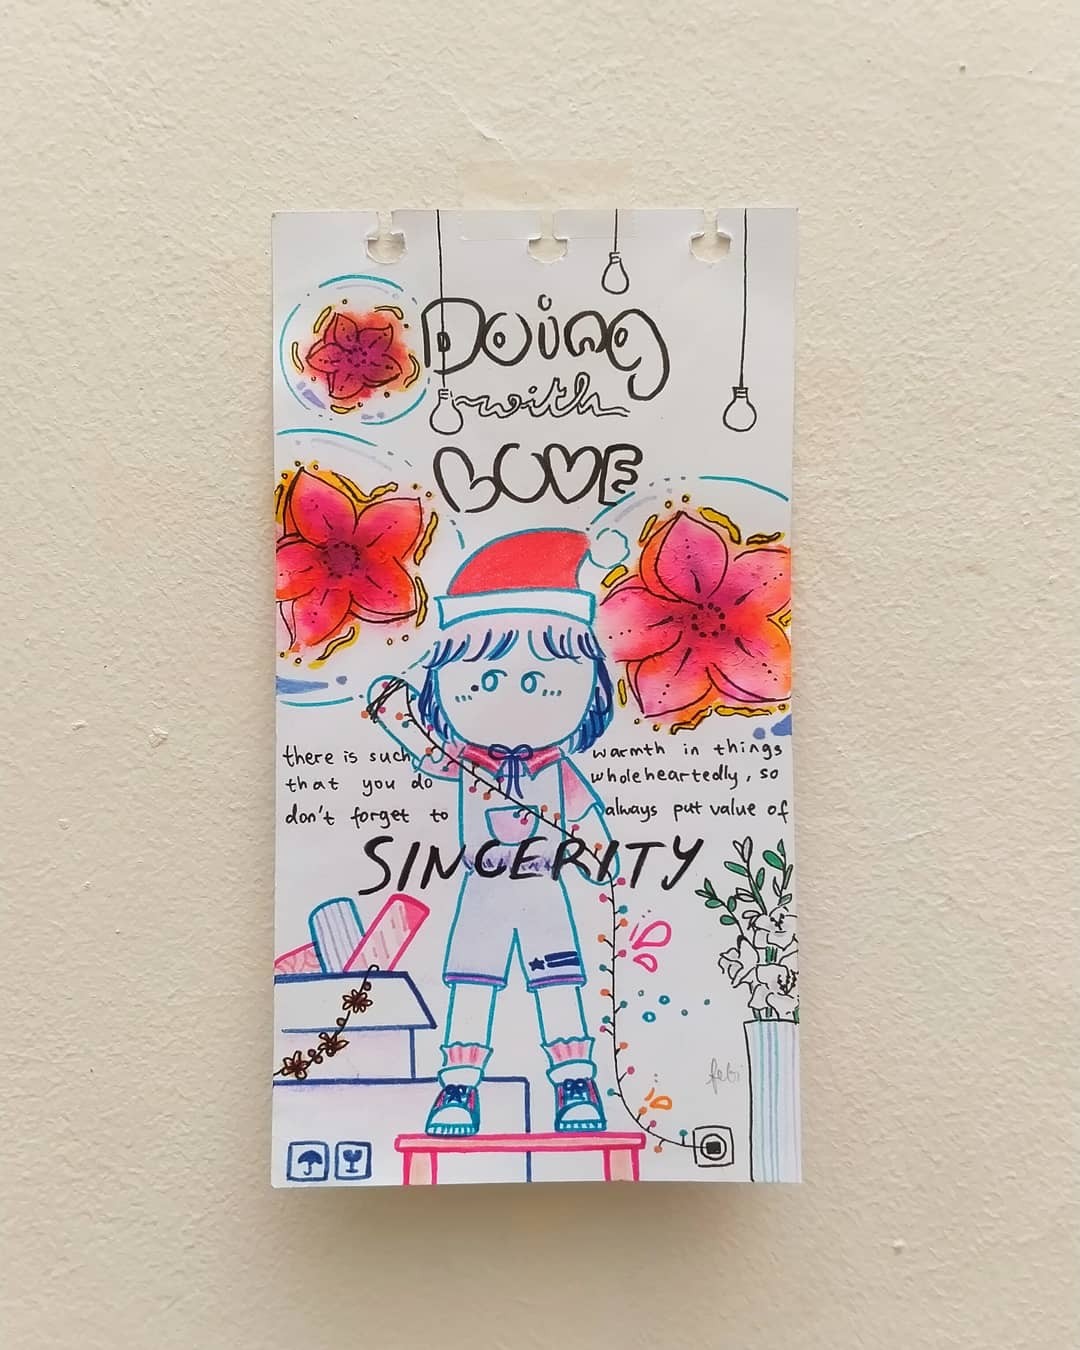 Doing
with
LOVE
there is such warmth in things
that you do wholeheartedly, so
don't forget to always put value of
SINCERITY
febi